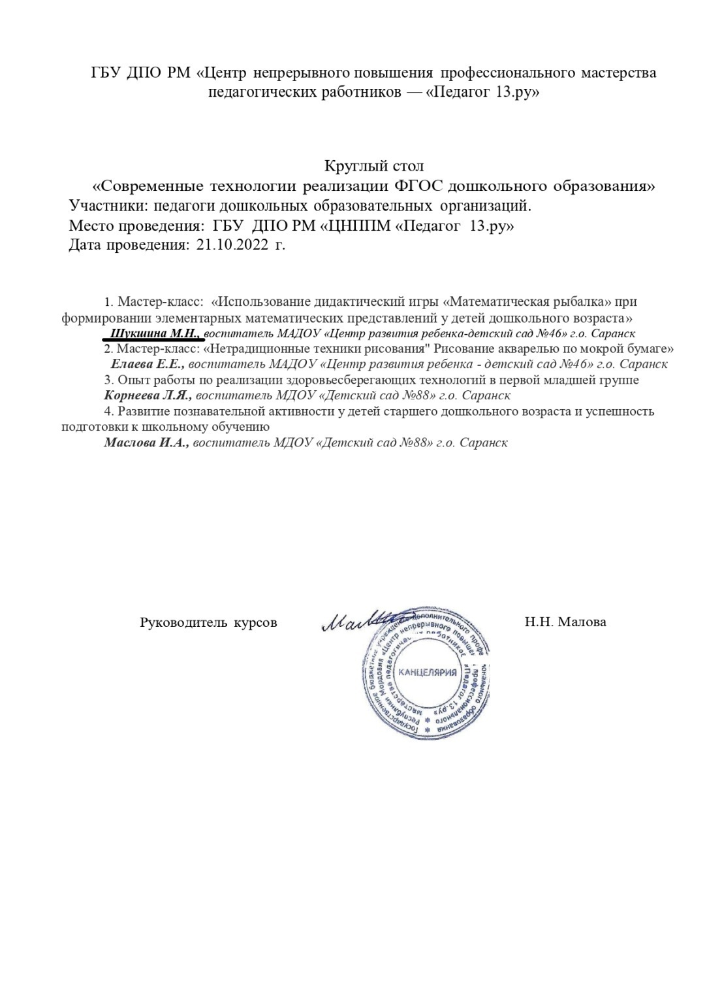 ГБУ ДПО РМ «Центр непрерывного повышения профессионального мастерства
педагогических работников — «Педагог 13.ру»
Круглый стол
«Современные технологии реализации ФГОС дошкольного образования»
Участники: педагоги дошкольных образовательных организаций.
Место проведения: ГБУ ДПО РМ «ЦНППМ «Педагог 13.ру»
Дата проведения: 21.10.2022 г.
1. Мастер-класс: «Использование дидактический игры «Математическая рыбалка» при
формировании элементарных математических представлений у детей дошкольного возраста»
Шукшина М.Н., воспитатель МАДОУ «Центр развития ребенка-детский сад №46» г.о. Саранск
2. Мастер-класс: «Нетрадиционные техники рисования" Рисование акварелью по мокрой бумаге»
Елаева Е.Е., воспитатель МАДОУ «Центр развития ребенка - детский сад №46» г.о. Саранск
3. Опыт работы по реализации здоровьесберегающих технологий в первой младшей группе
Корнеева Л.Я., воспитатель МДОУ «Детский сад №88» г.о. Саранск
4. Развитие познавательной активности у детей старшего дошкольного возраста и успешность
подготовки к школьному обучению
Маслова И.А., воспитатель МДОУ «Детский сад №88» г.о. Саранск
Руководитель курсов
Н.Н. Малова
Государственное бюджетное учреждение дополнительного образования
Республики Мордовия «Центр непрерывного повышен профессионального
мастерства педагогических работников «Педагог 13.ру»
КАНЦЕЛЯРИЯ